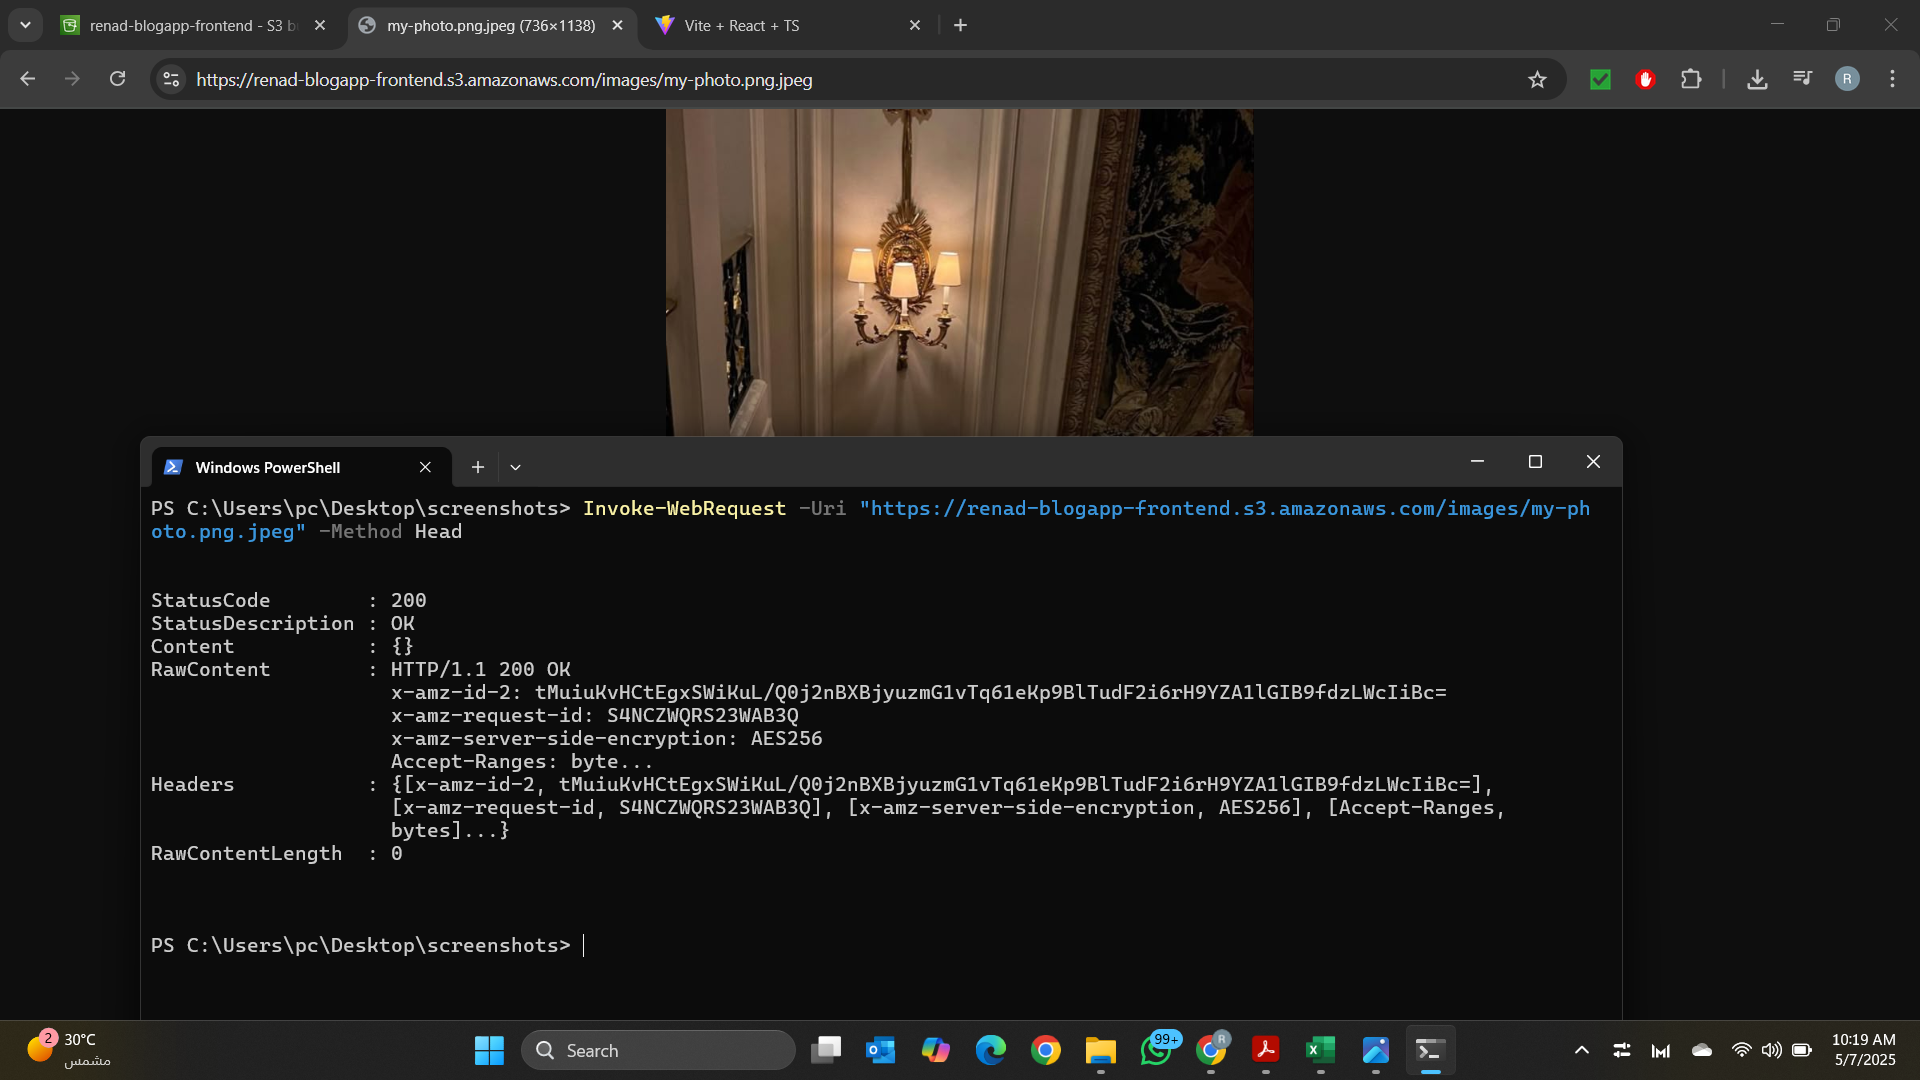 renad-blogapp-frontend - S3 b
my-photo.png.jpeg (736×1138)
Vite + React + TS
https://renad-blogapp-frontend.s3.amazonaws.com/images/my-photo.png.jpeg
R
Windows PowerShell
PS C:\Users\pc\Desktop\screenshots> Invoke-WebRequest -Uri "https://renad-blogapp-frontend.s3.amazonaws.com/images/my-ph
oto.png.jpeg" -Method Head
StatusCode : 200
StatusDescription : OK
Content : {}
RawContent : HTTP/1.1 200 OK
x-amz-id-2: tMuiuKvHCtEgxSWiKuL/Q0j2nBXBjyuzmG1vTq61eKp9BlTudF2i6rH9YZA1lGIB9fdzLWcIiBc=
x-amz-request-id: S4NCZWQRS23WAB3Q
x-amz-server-side-encryption: AES256
Accept-Ranges: byte...
Headers : {[x-amz-id-2, tMuiuKvHCtEgxSWiKuL/Q0j2nBXBjyuzmG1vTq61eKp9BlTudF2i6rH9YZA1lGIB9fdzLWcIiBc=],
[x-amz-request-id, S4NCZWQRS23WAB3Q], [x-amz-server-side-encryption, AES256], [Accept-Ranges,
bytes]...}
RawContentLength : 0
PS C:\Users\pc\Desktop\screenshots>
2
30°C
مشمس
Search
99+
R
10:19 AM
5/7/2025